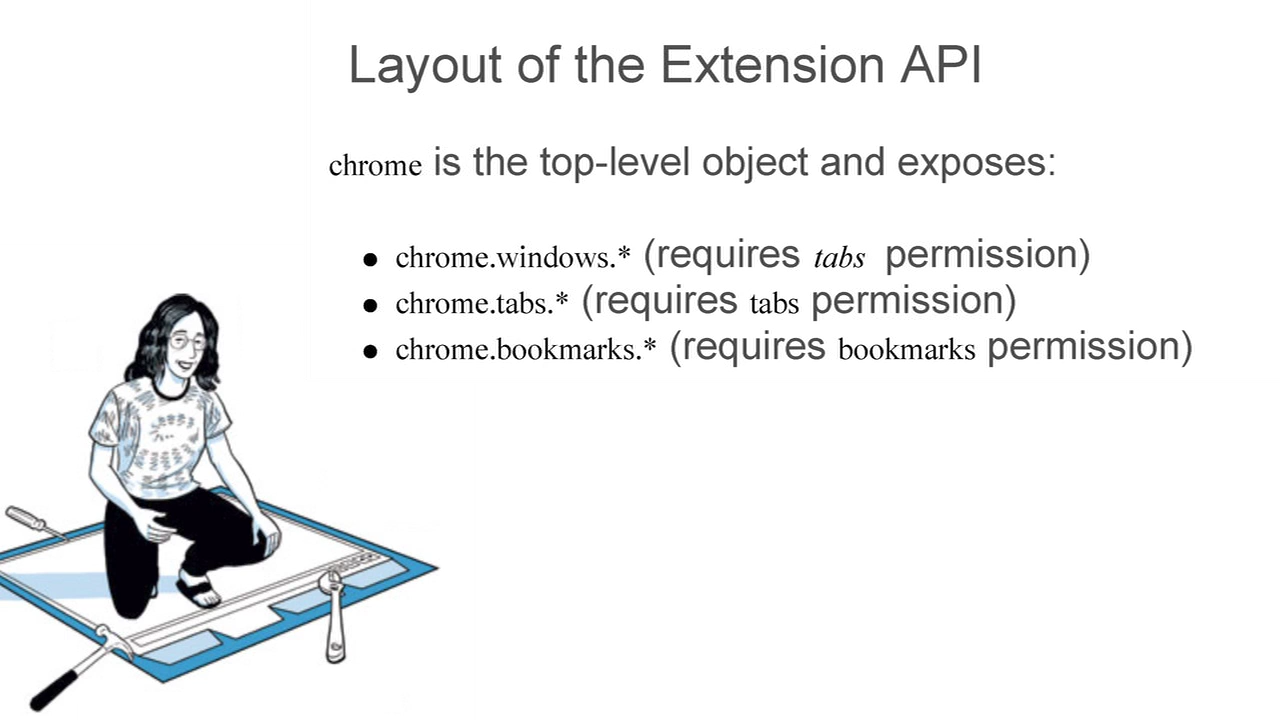 Layout of the Extension API
chrome is the top-level object and exposes:
● chrome.windows.* (requires tabs permission)
● chrome.tabs.* (requires tabs permission)
● chrome.bookmarks.* (requires bookmarks permission)